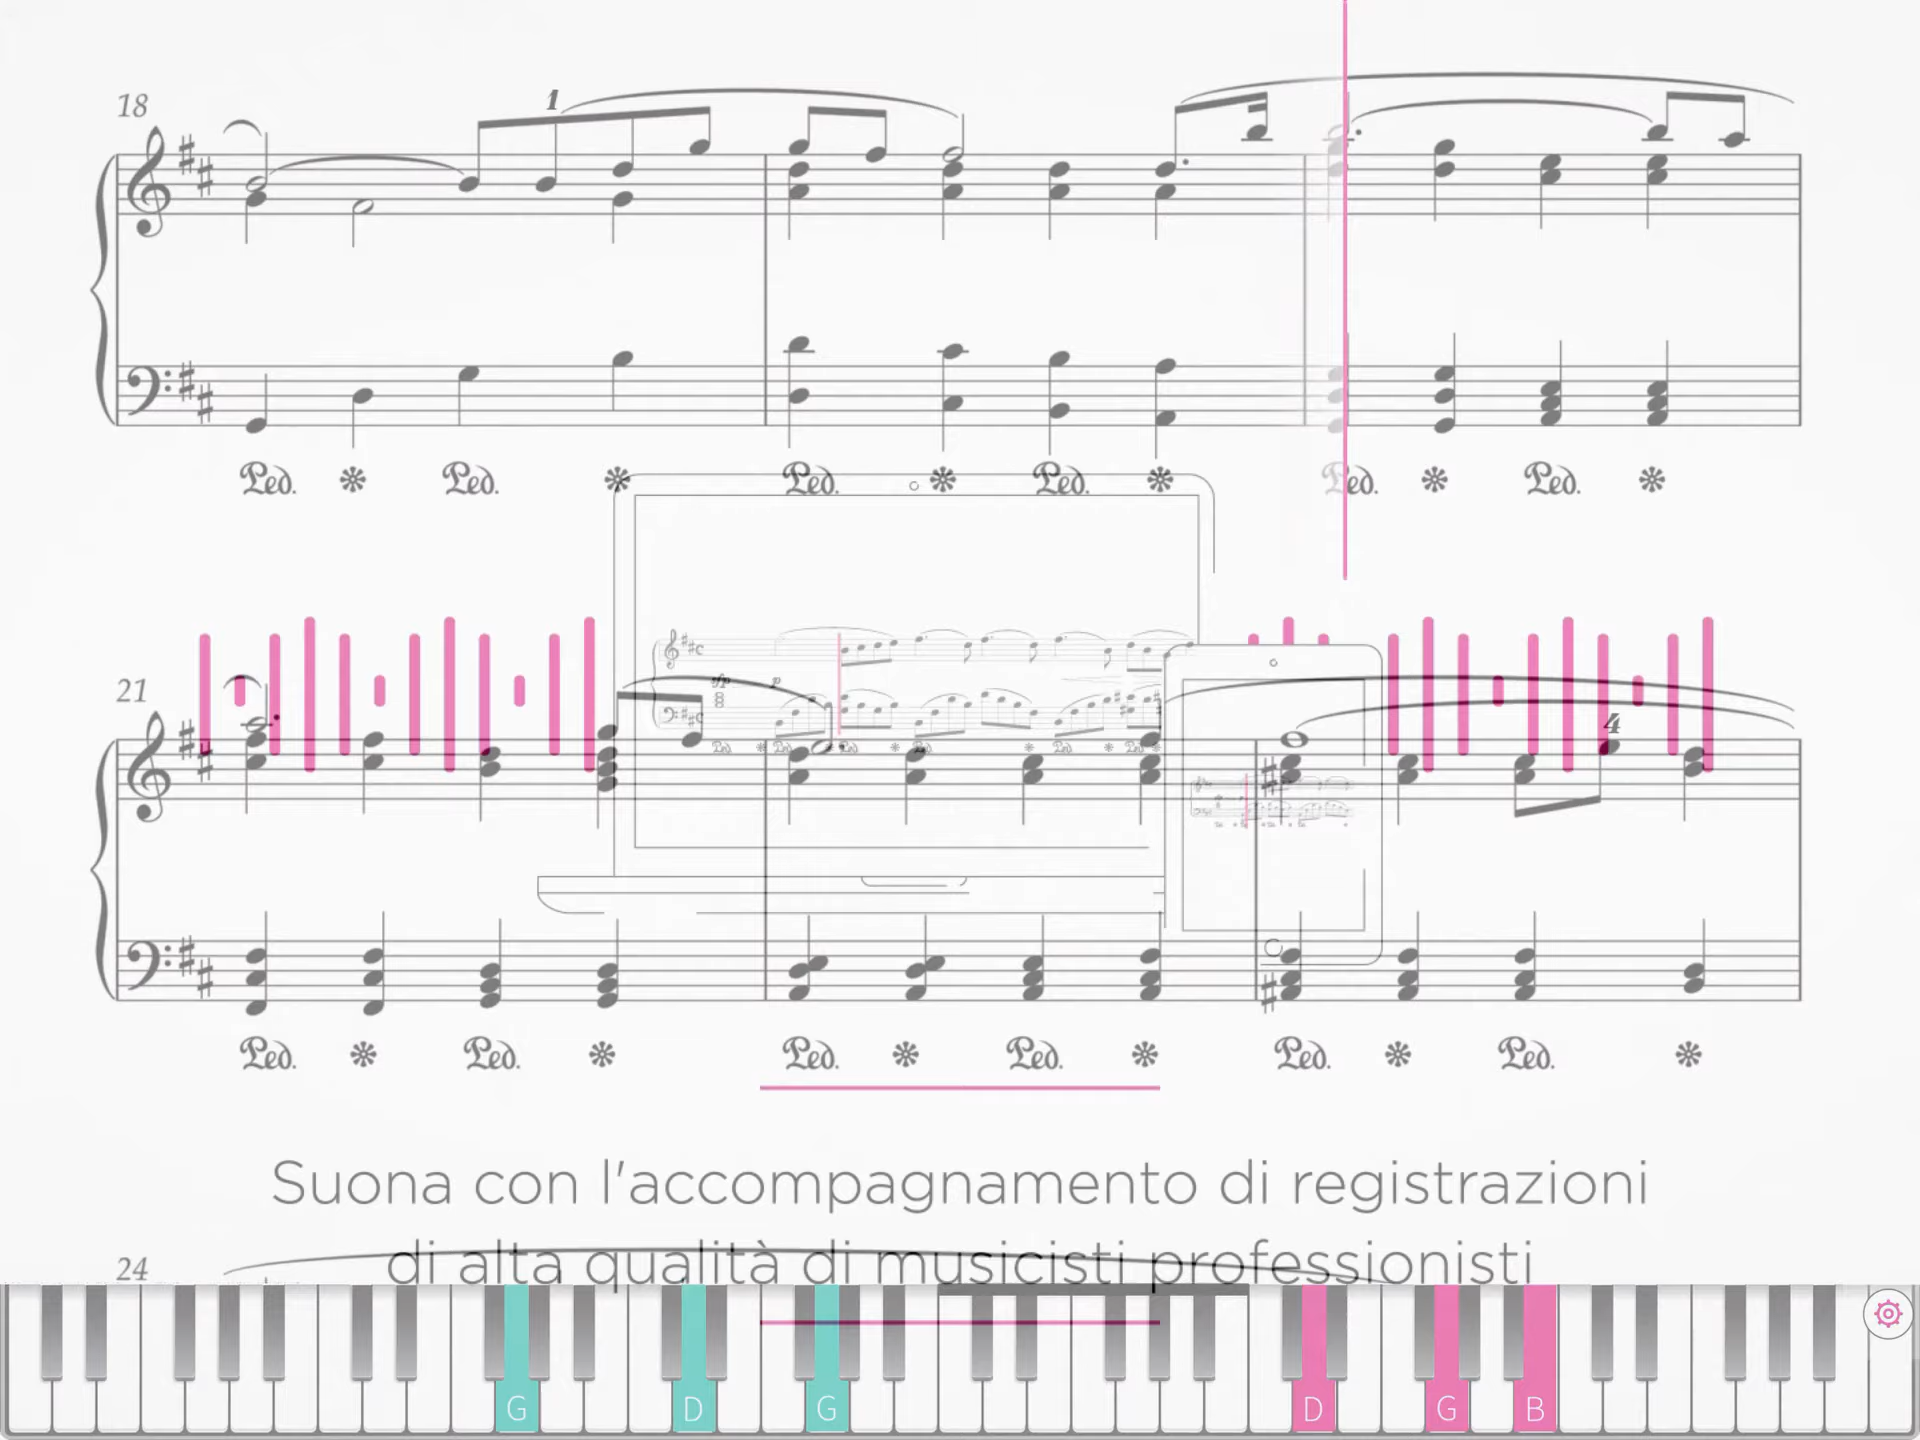 18
1
Ped. Ped. Ped. Ped. Ped. Ped.
21
4
Ped. Ped. Ped. Ped. Ped. Ped.
Suona con l'accompagnamento di registrazioni
di alta qualità di musicisti professionisti
24
G D G D G B